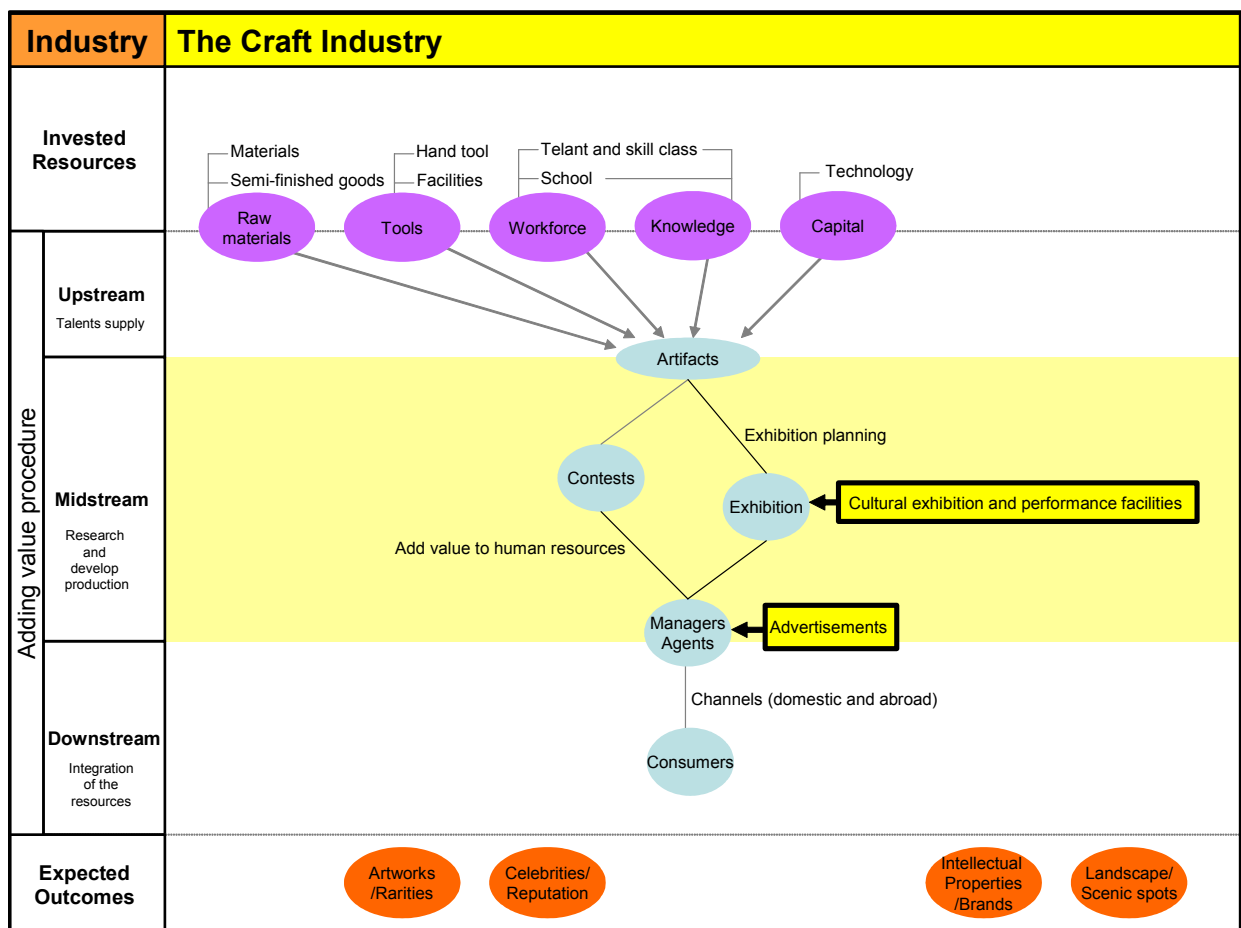 Industry
The Craft Industry
Invested
Resources
Materials
Semi-finished goods
Hand tool
Facilities
Telant and skill class
School
Technology
Raw
materials
Tools
Workforce
Knowledge
Capital
Adding value procedure
Upstream
Talents supply
Artifacts
Exhibition planning
Midstream
Research
and
develop
production
Contests
Exhibition
Cultural exhibition and performance facilities
Add value to human resources
Managers
Agents
Advertisements
Channels (domestic and abroad)
Downstream
Integration
of the
resources
Consumers
Expected
Outcomes
Artworks
/Rarities
Celebrities/
Reputation
Intellectual
Properties
/Brands
Landscape/
Scenic spots